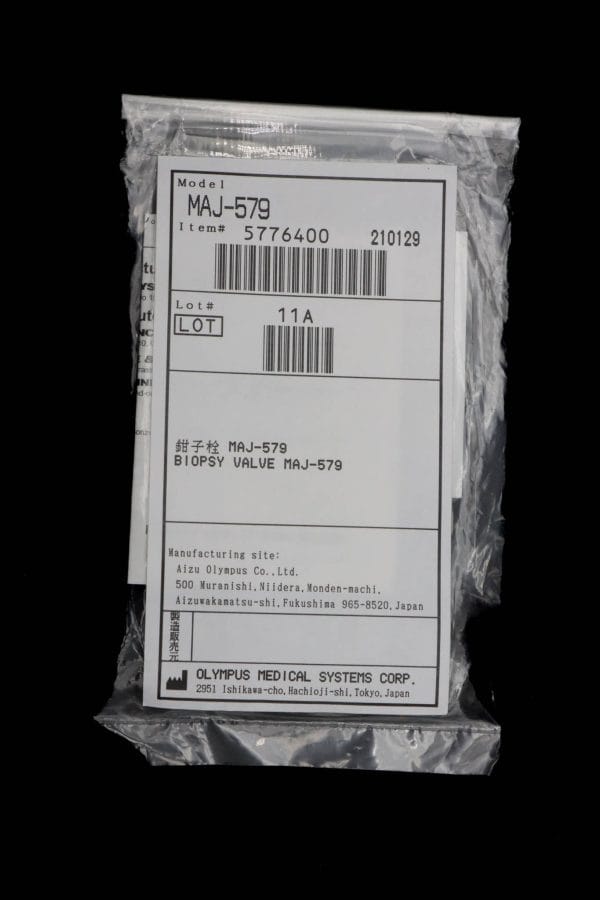 Model
MAJ-579
Item# 5776400 210129
Lot#
LOT 11A
鉗子栓 MAJ-579
BIOPSY VALVE MAJ-579
Manufacturing site:
Aizu Olympus Co.,Ltd.
500 Muranishi,Niidera,Monden-machi,
Aizuwakamatsu-shi,Fukushima 965-8520,Japan
製造販売元
OLYMPUS MEDICAL SYSTEMS CORP.
2951 Ishikawa-cho,Hachioji-shi,Tokyo,Japan